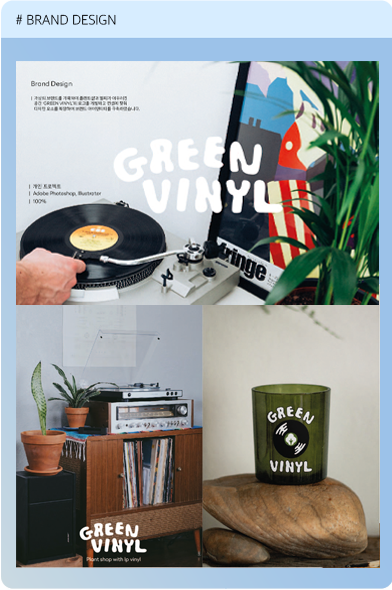 # BRAND DESIGN
Brand Design
GREEN
VINYL
| 개인 프로젝트
| Adobe Photoshop, Illustrator
| 100%
fringe
GREEN
VINYL
GREEN
VINYL
Plant shop with lp vinyl